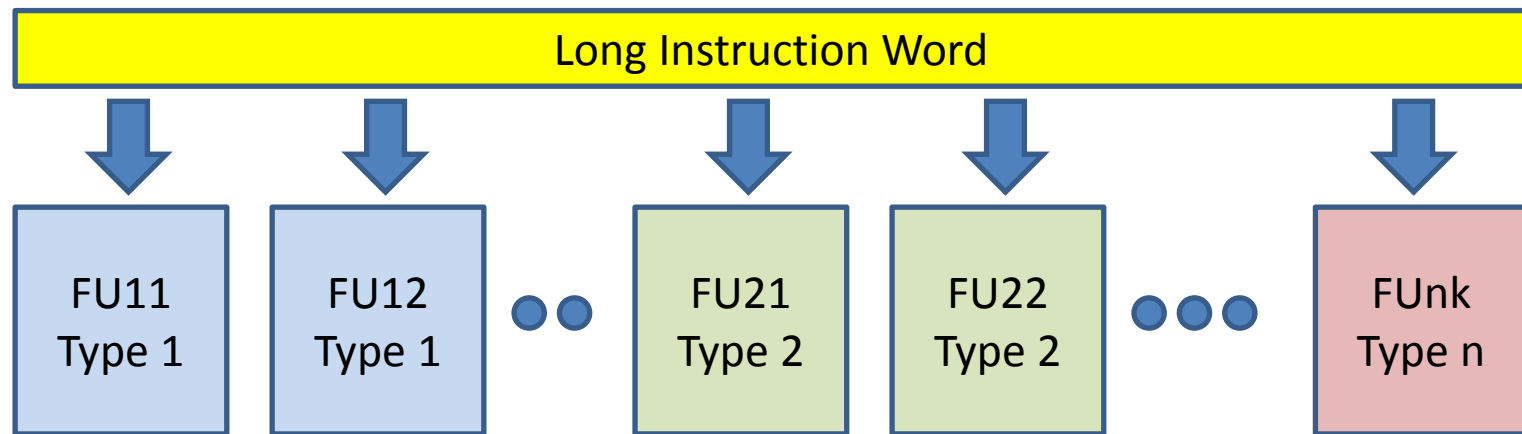 Long Instruction Word
FU11
Type 1
FU12
Type 1
FU21
Type 2
FU22
Type 2
FUnk
Type n